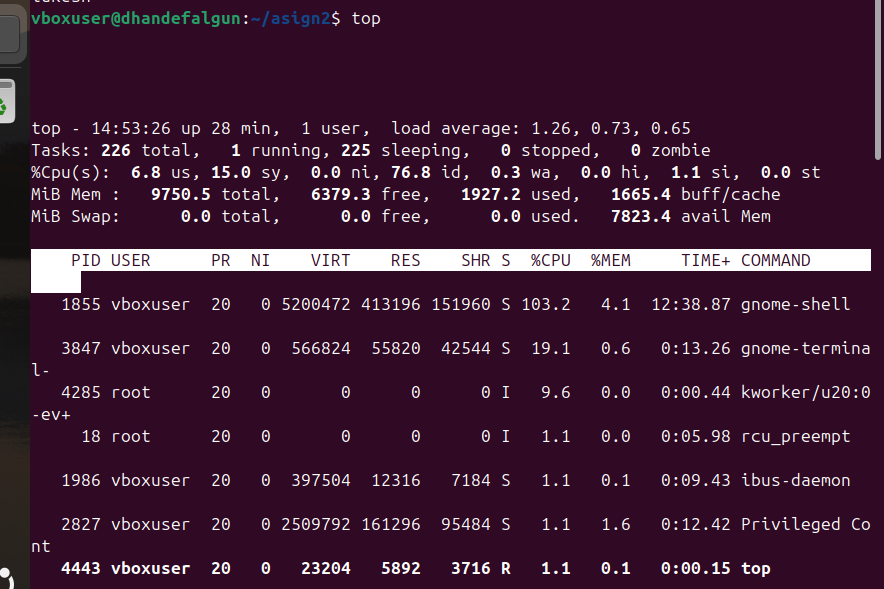 vboxuser@dhandefalgun:~/asign2$ top
top - 14:53:26 up 28 min,  1 user,  load average: 1.26, 0.73, 0.65
Tasks: 226 total,   1 running, 225 sleeping,   0 stopped,   0 zombie
%Cpu(s):  6.8 us, 15.0 sy,  0.0 ni, 76.8 id,  0.3 wa,  0.0 hi,  1.1 si,  0.0 st
MiB Mem :   9750.5 total,   6379.3 free,   1927.2 used,   1665.4 buff/cache
MiB Swap:      0.0 total,      0.0 free,      0.0 used.   7823.4 avail Mem
    PID USER      PR  NI    VIRT    RES    SHR S  %CPU  %MEM     TIME+ COMMAND
   1855 vboxuser  20   0 5200472 413196 151960 S 103.2   4.1  12:38.87 gnome-shell
   3847 vboxuser  20   0  566824  55820  42544 S  19.1   0.6   0:13.26 gnome-termina
l-
   4285 root      20   0       0      0      0 I   9.6   0.0   0:00.44 kworker/u20:0
-ev+
     18 root      20   0       0      0      0 I   1.1   0.0   0:05.98 rcu_preempt
   1986 vboxuser  20   0  397504  12316   7184 S   1.1   0.1   0:09.43 ibus-daemon
   2827 vboxuser  20   0 2509792 161296  95484 S   1.1   1.6   0:12.42 Privileged Co
nt
   4443 vboxuser  20   0   23204   5892   3716 R   1.1   0.1   0:00.15 top